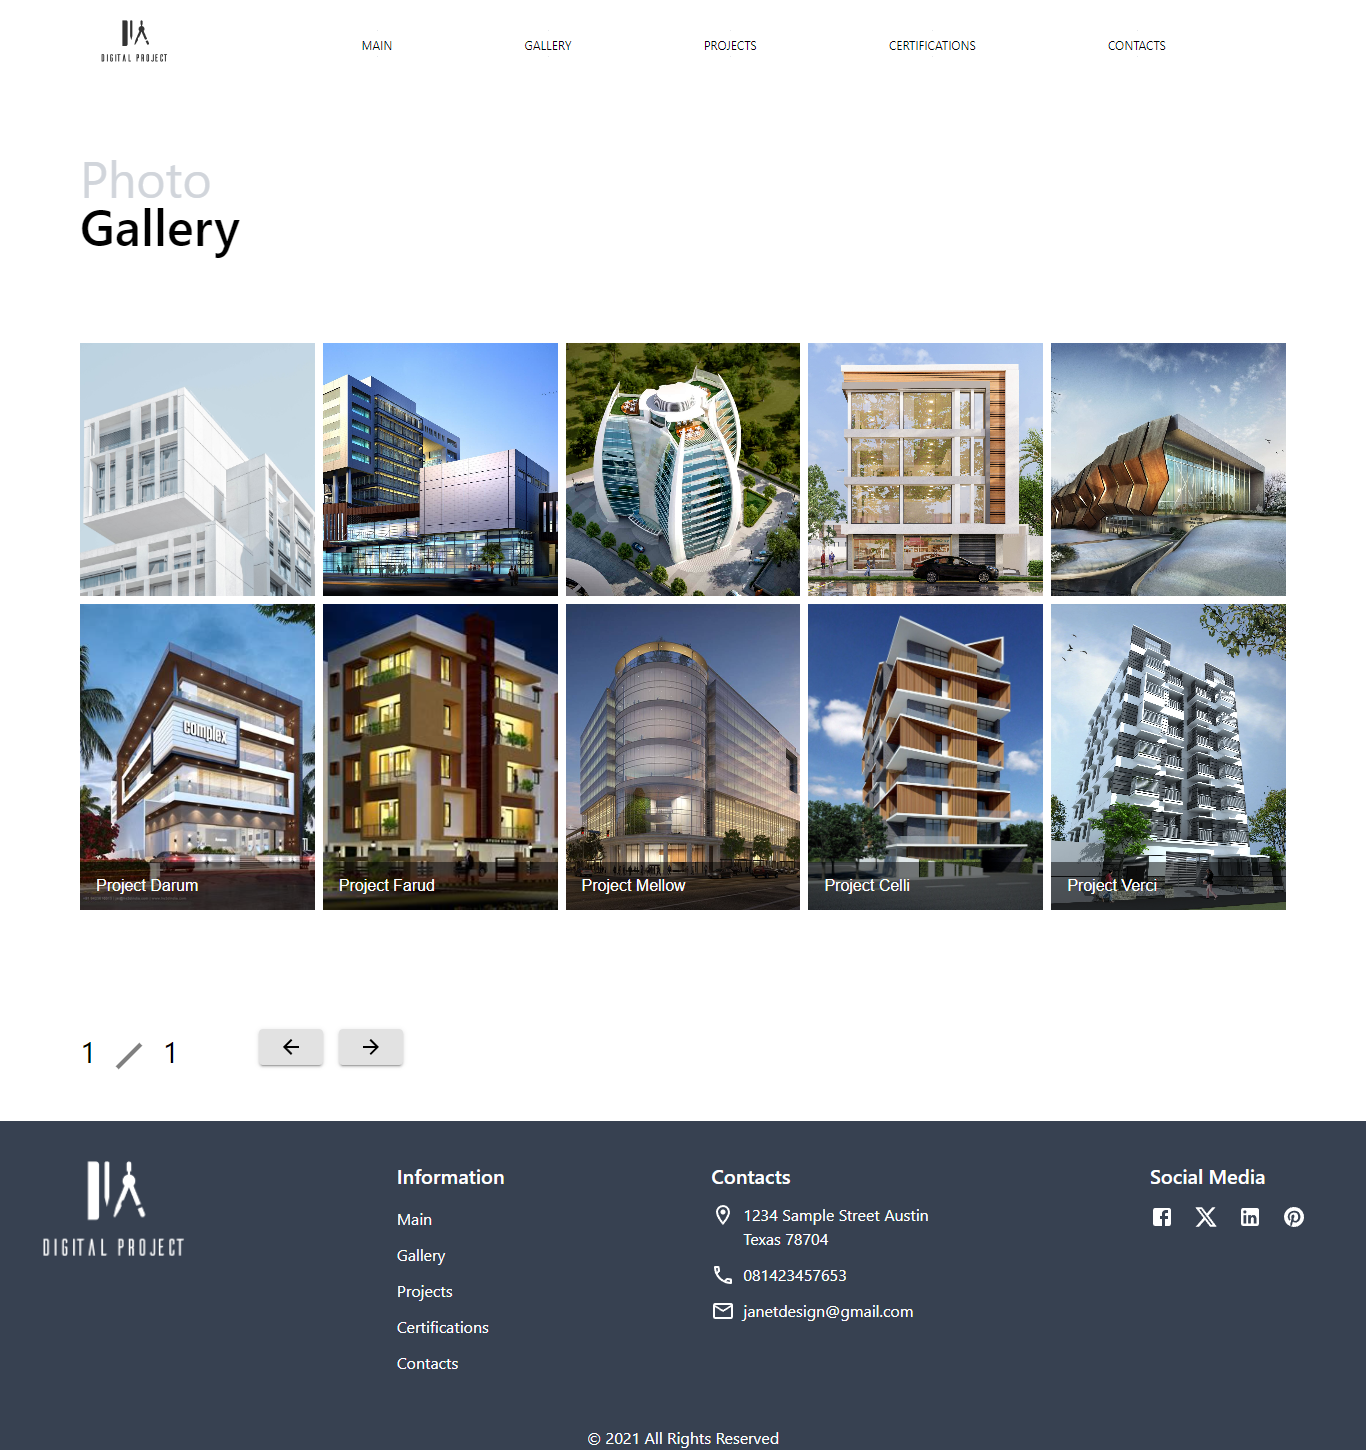 DIGITAL PROJECT
MAIN
GALLERY
PROJECTS
CERTIFICATIONS
CONTACTS
Photo
Gallery
complex
Project Darum
Project Farud
Project Mellow
Project Celli
Project Verci
1 / 1
DIGITAL PROJECT
Information
Main
Gallery
Projects
Certifications
Contacts
Contacts
1234 Sample Street Austin
Texas 78704
081423457653
janetdesign@gmail.com
Social Media
© 2021 All Rights Reserved